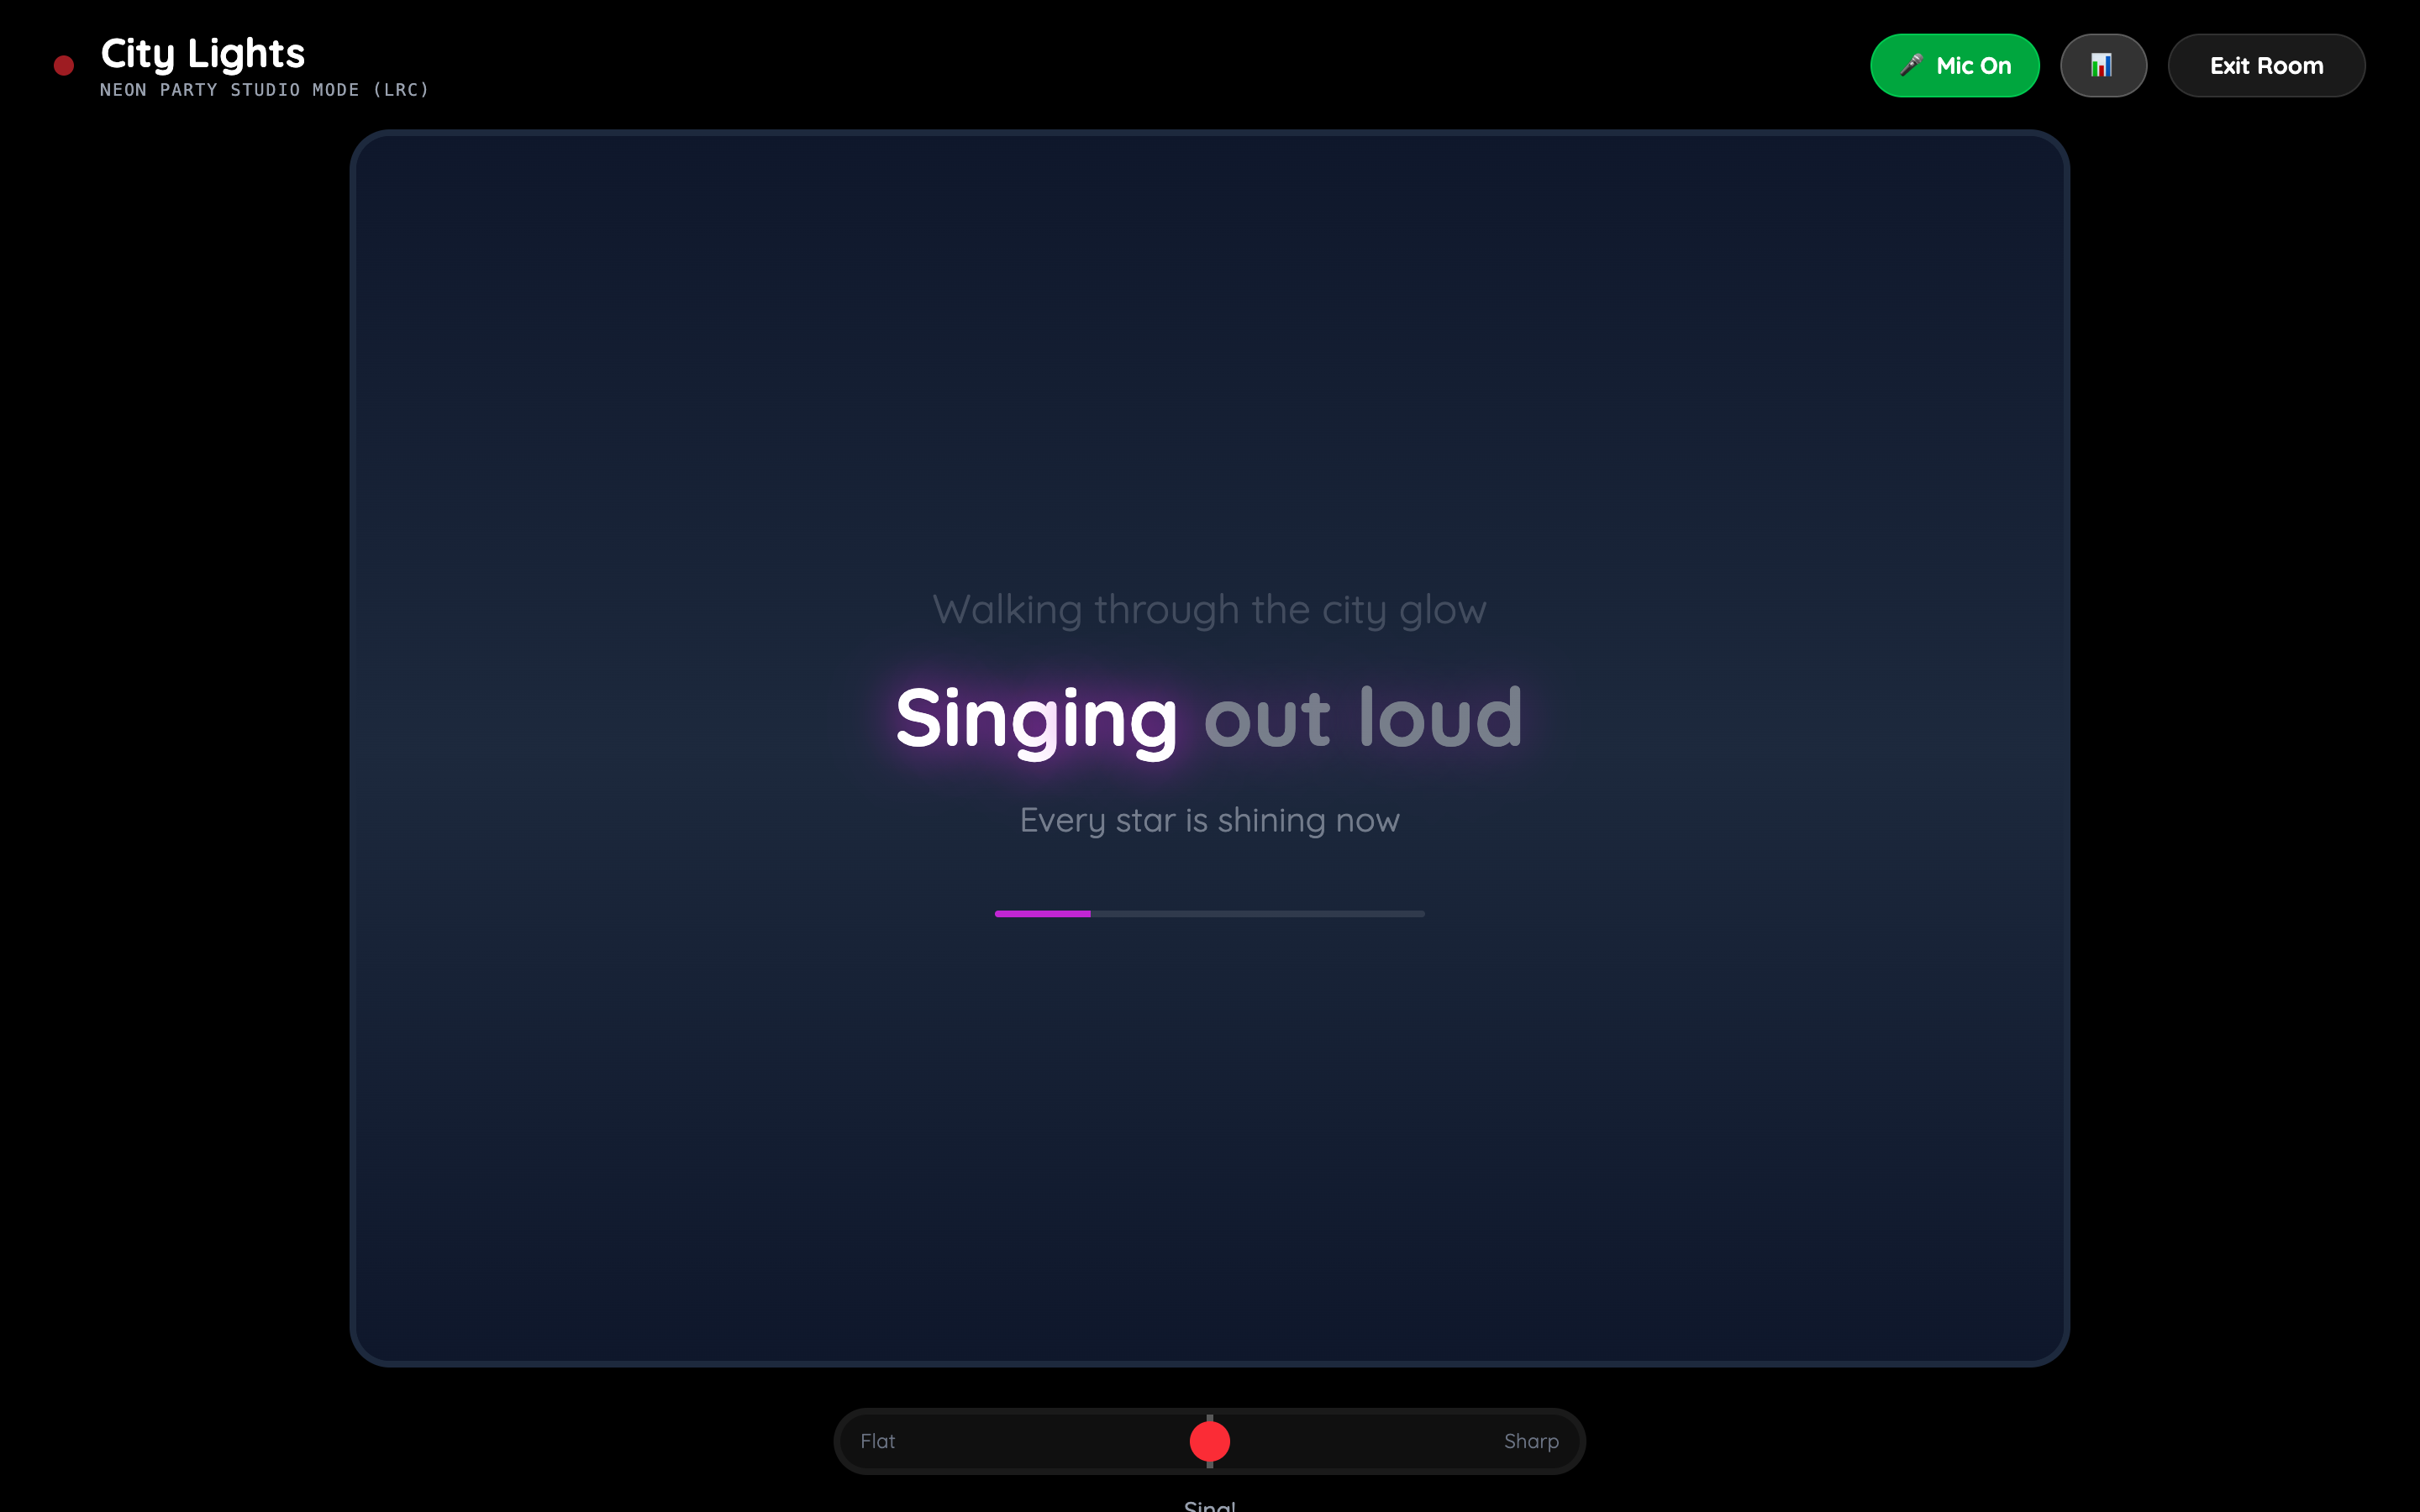 City Lights
NEON PARTY STUDIO MODE (LRC)
Mic On
Exit Room
Walking through the city glow
Singing out loud
Every star is shining now
Flat
Sharp
Sing!